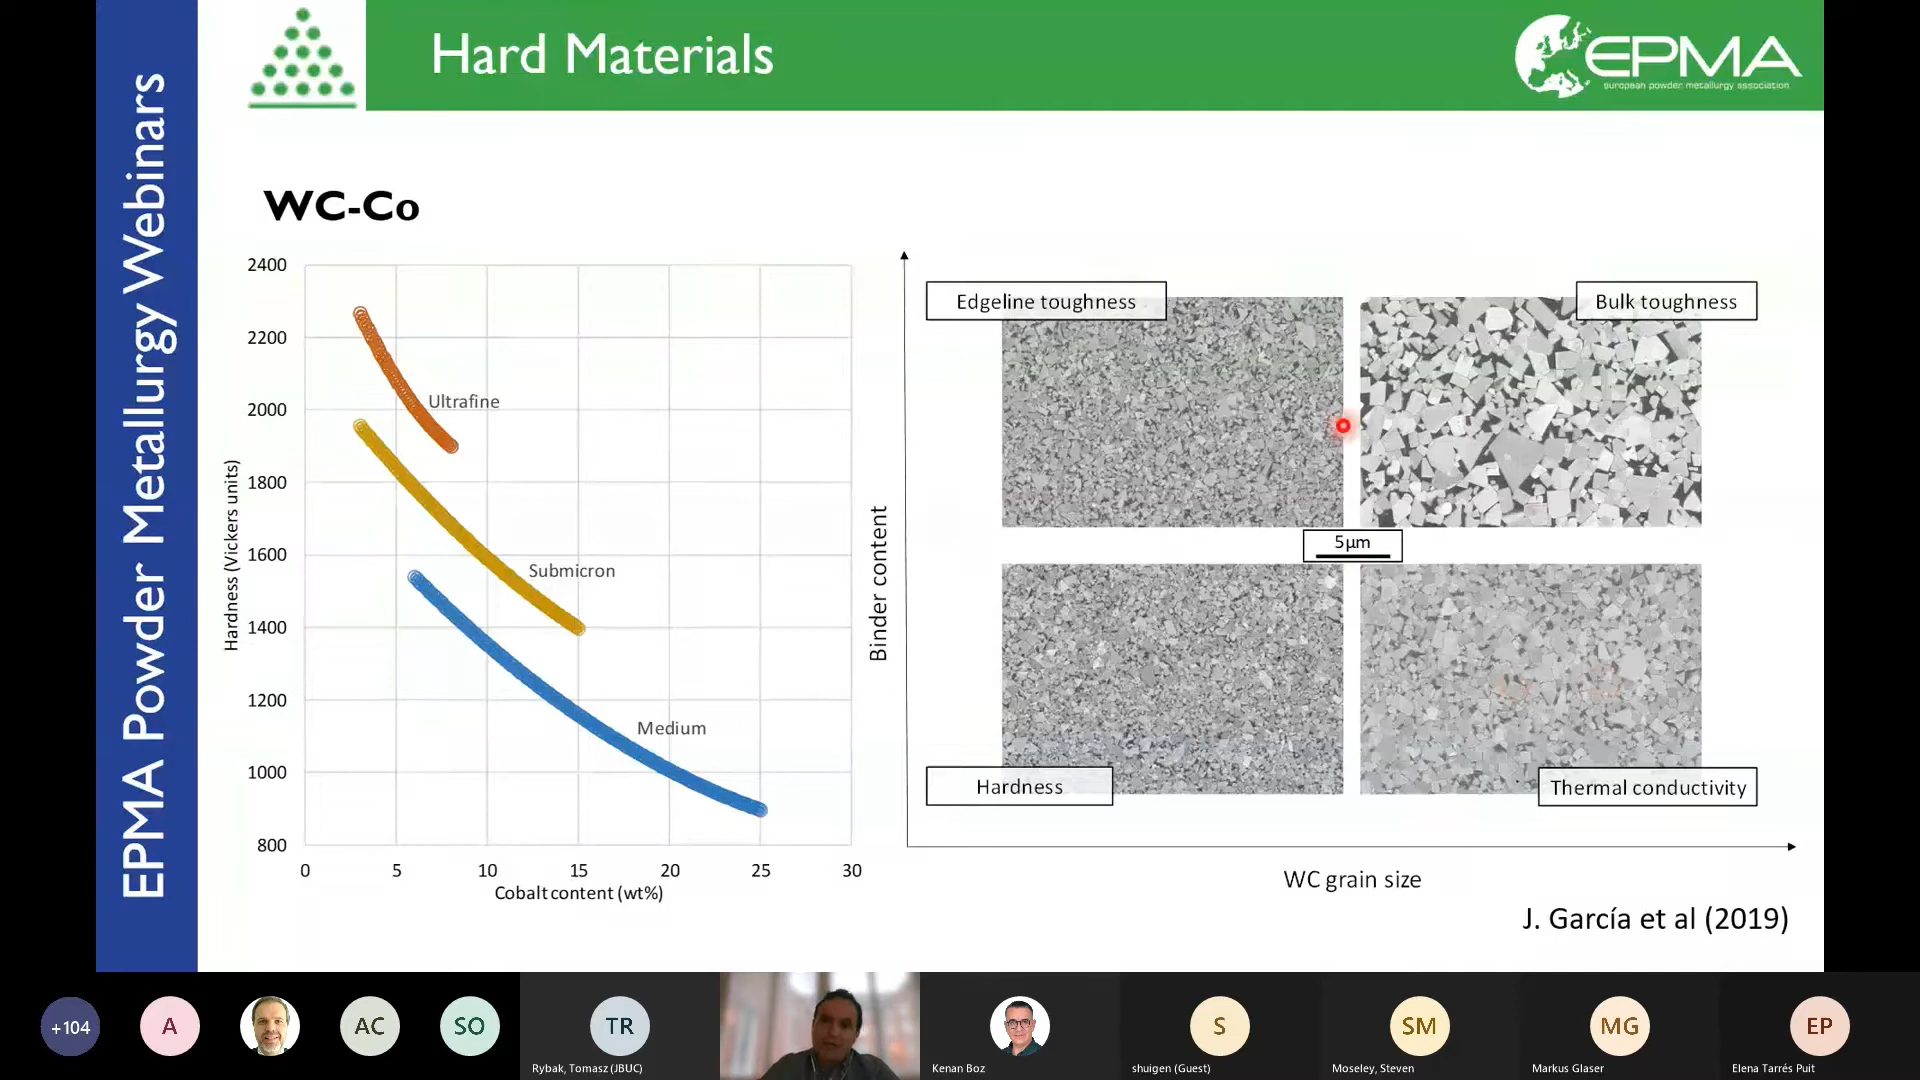 EPMA Powder Metallurgy Webinars
Hard Materials
EPMA
european powder metallurgy association
WC-Co
2400
2200
2000
1800
1600
1400
1200
1000
800
Hardness (Vickers units)
Ultrafine
Submicron
Medium
0 5 10 15 20 25 30
Cobalt content (wt%)
Binder content
Edgeline toughness
Bulk toughness
5µm
Hardness
Thermal conductivity
WC grain size
J. García et al (2019)
+104
A
AC
SO
TR
Rybak, Tomasz (JBUC)
Kenan Boz
S
shuigen (Guest)
SM
Moseley, Steven
MG
Markus Glaser
EP
Elena Tarrés Puit